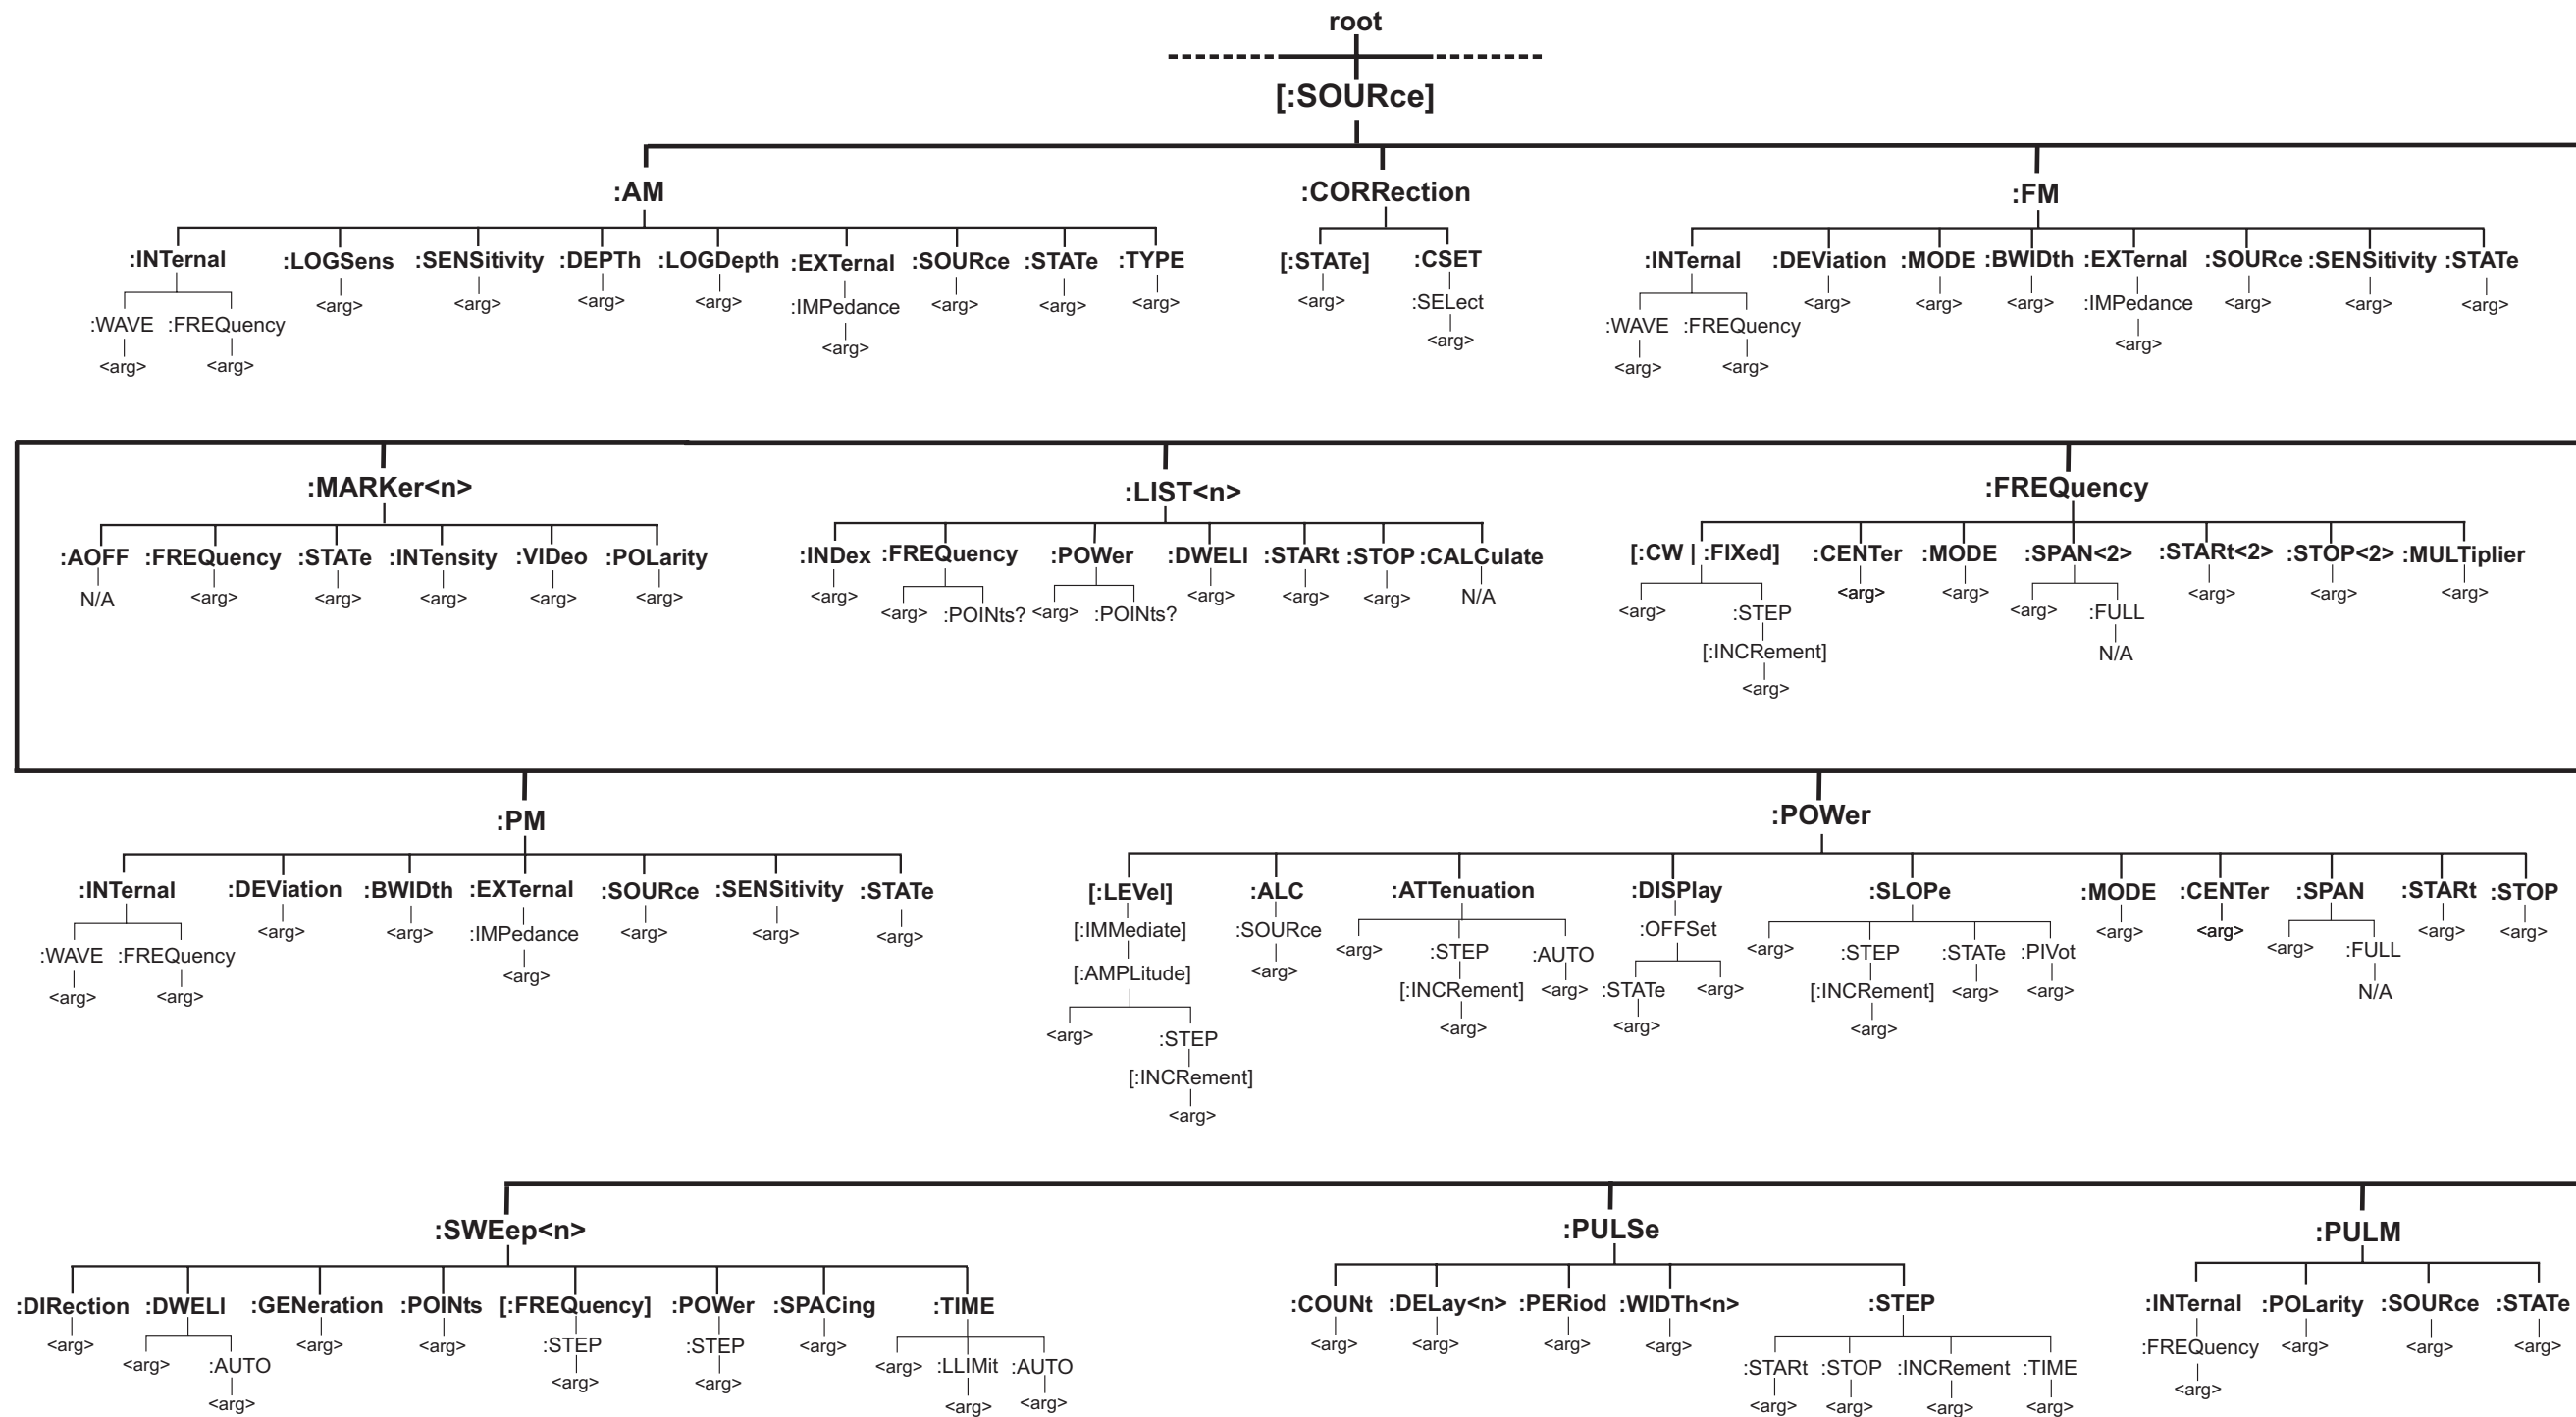 root
[:SOURce]
:AM :CORRection :FM
:INTernal :LOGSens :SENSitivity :DEPTh :LOGDepth :EXTernal :SOURce :STATe :TYPE [:STATe] :CSET :INTernal :DEViation :MODE :BWIDth :EXTernal :SOURce :SENSitivity :STATe
<arg> <arg> <arg> <arg> :IMPedance <arg> <arg> <arg> <arg> :SELect <arg> <arg> <arg> :IMPedance <arg> <arg> <arg>
:WAVE :FREQuency <arg> <arg> :WAVE :FREQuency <arg>
<arg> <arg> <arg> <arg>
:MARKer<n> :LIST<n> :FREQuency
:AOFF :FREQuency :STATe :INTensity :VIDeo :POLarity :INDex :FREQuency :POWer :DWELl :STARt :STOP :CALCulate [:CW | :FIXed] :CENTer :MODE :SPAN<2> :STARt<2> :STOP<2> :MULTiplier
N/A <arg> <arg> <arg> <arg> <arg> <arg> <arg> :POINts? <arg> :POINts? <arg> <arg> <arg> N/A <arg> :STEP <arg> <arg> <arg> :FULL <arg> <arg> <arg>
[:INCRement] N/A
<arg>
:PM :POWer
:INTernal :DEViation :BWIDth :EXTernal :SOURce :SENSitivity :STATe [:LEVel] :ALC :ATTenuation :DISPlay :SLOPe :MODE :CENTer :SPAN :STARt :STOP
<arg> <arg> :IMPedance <arg> <arg> <arg> [:IMMediate] :SOURce :OFFSet <arg> <arg> <arg> <arg>
:WAVE :FREQuency <arg> <arg> :STEP :AUTO <arg> :STEP :STATe :PIVot <arg> :FULL
<arg> <arg> <arg> [:AMPLitude] <arg> [:INCRement] <arg> :STATe <arg> [:INCRement] <arg> <arg> N/A
<arg> :STEP <arg> <arg> <arg>
[:INCRement]
<arg>
:SWEep<n> :PULSe :PULM
:DIRection :DWELl :GENeration :POINts [:FREQuency] :POWer :SPACing :TIME :COUNt :DELay<n> :PERiod :WIDTh<n> :STEP :INTernal :POLarity :SOURce :STATe
<arg> <arg> <arg> :STEP :STEP <arg> <arg> <arg> <arg> <arg> :FREQuency <arg> <arg> <arg>
<arg> :AUTO <arg> <arg> <arg> :LLIMit :AUTO :STARt :STOP :INCRement :TIME <arg>
<arg> <arg> <arg> <arg> <arg> <arg> <arg>